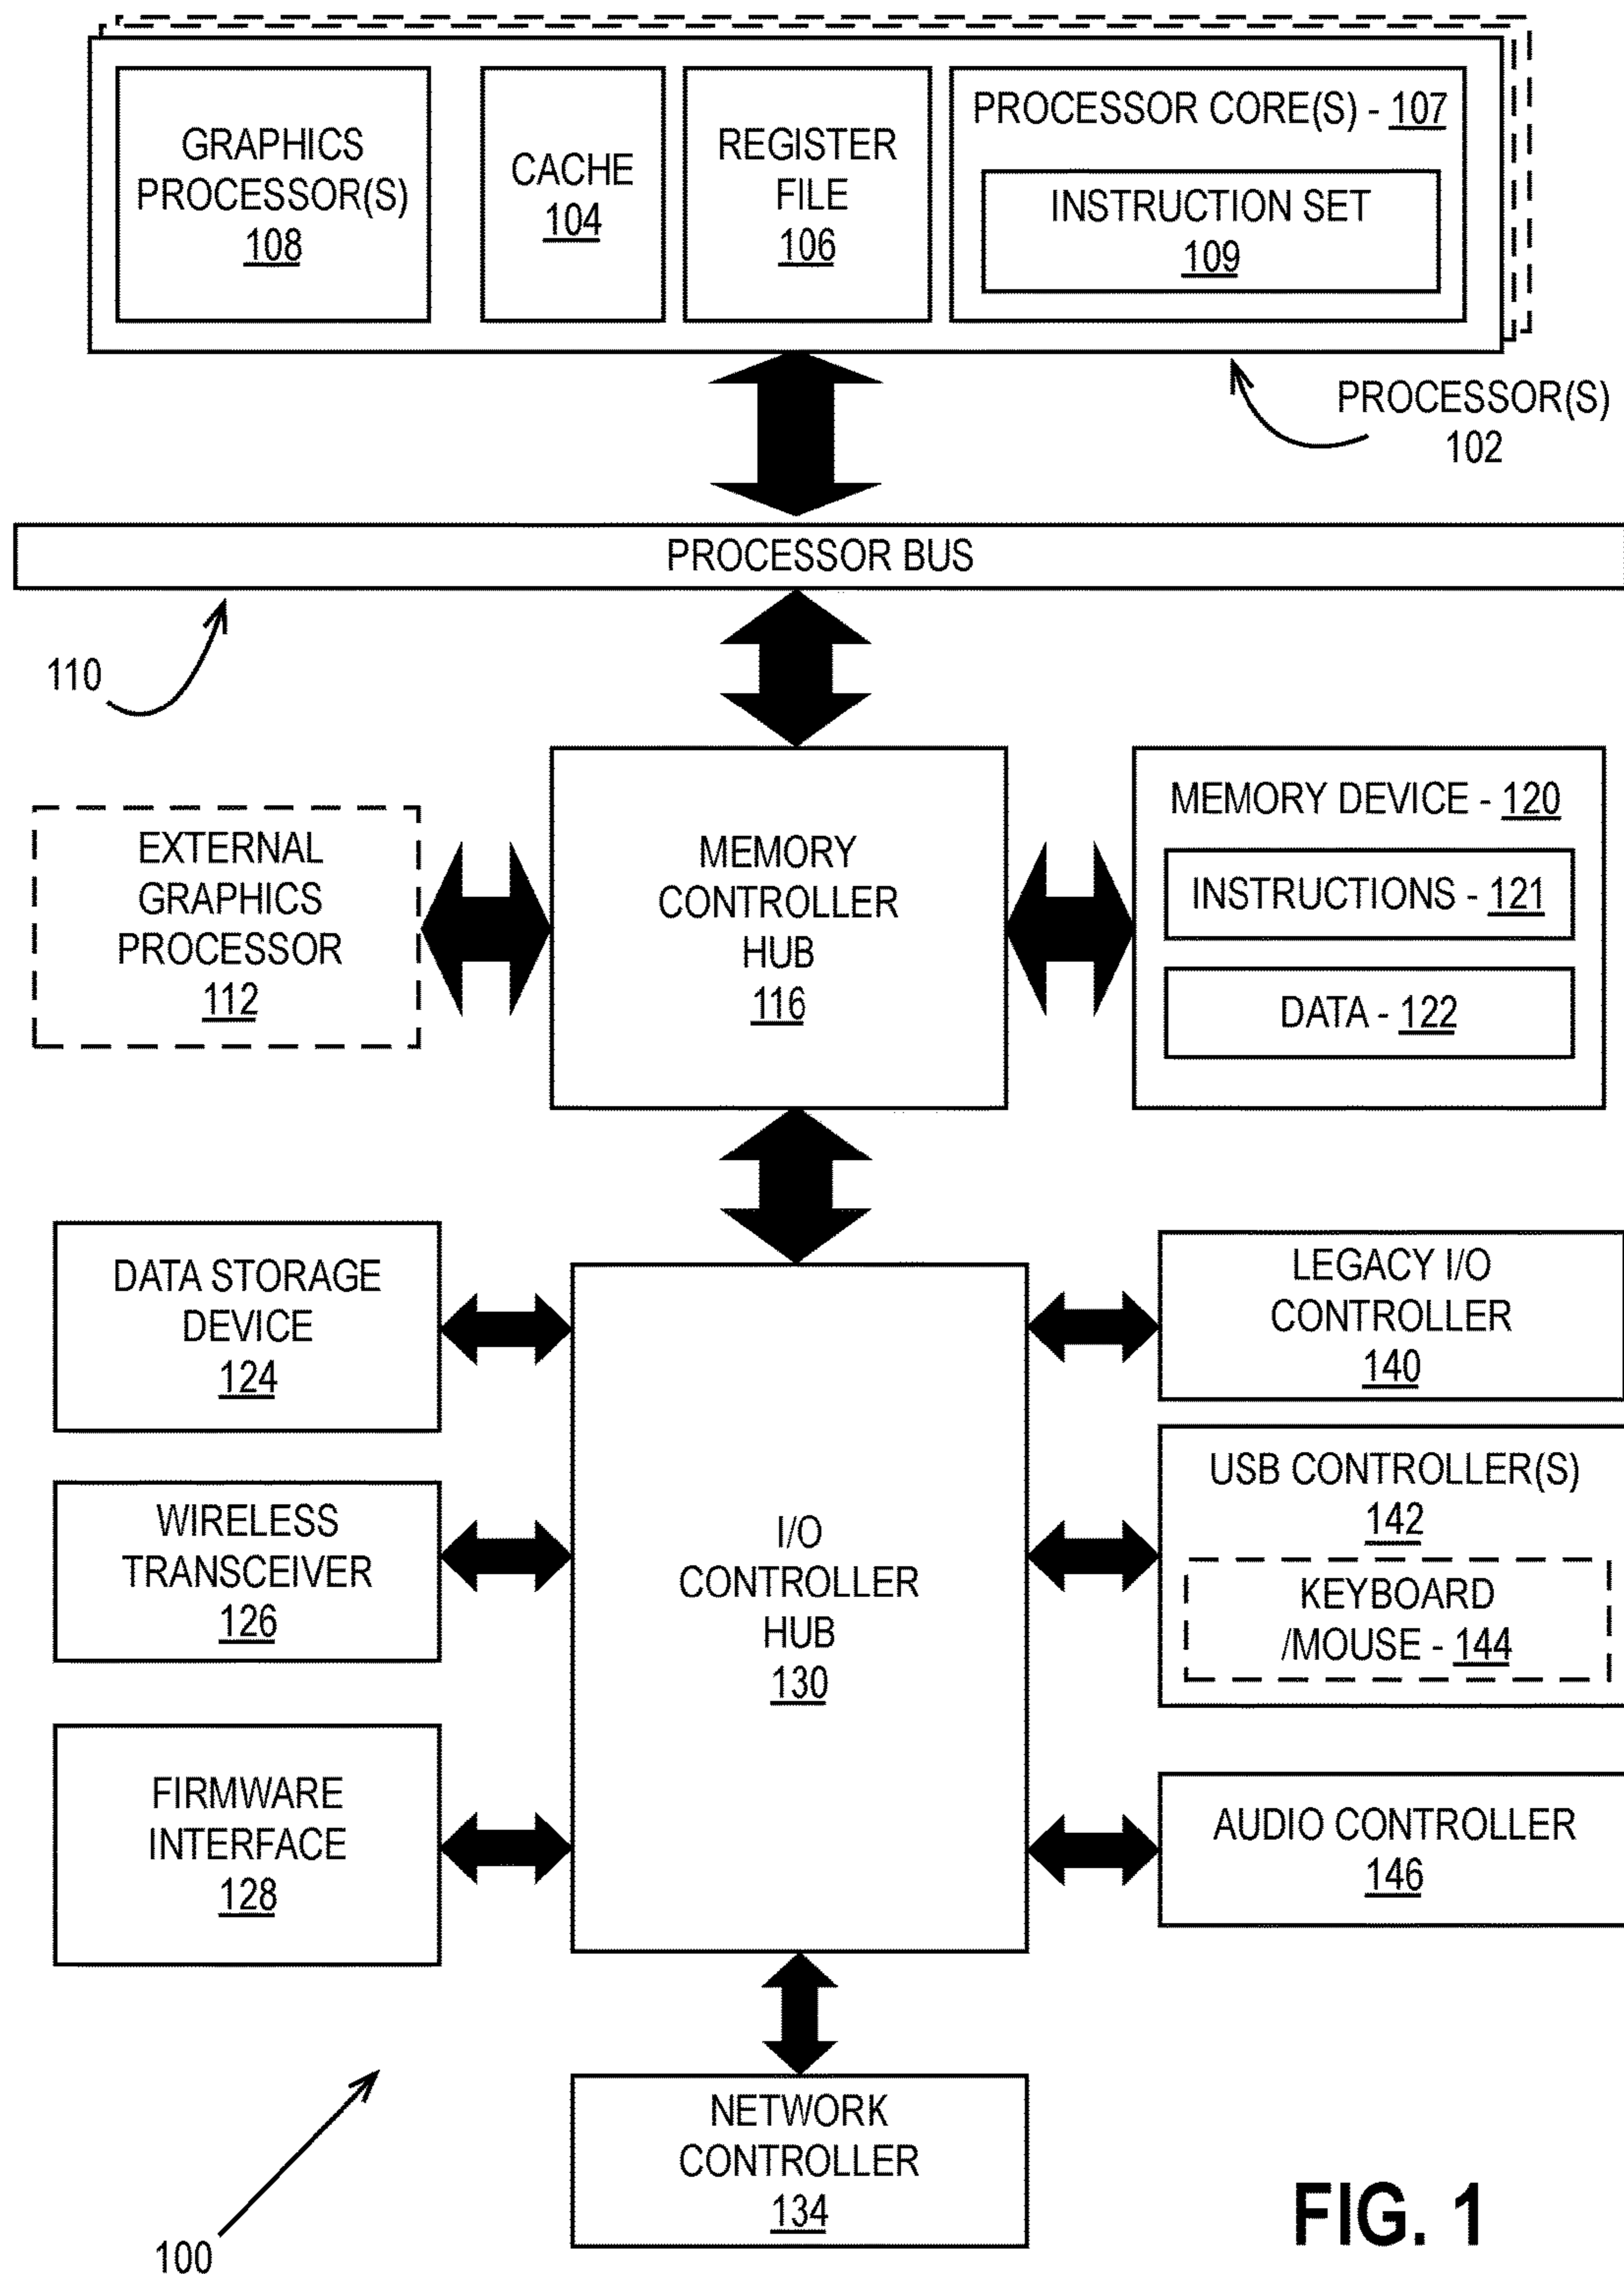 GRAPHICS
PROCESSOR(S)
108
CACHE
104
REGISTER
FILE
106
PROCESSOR CORE(S) - 107
INSTRUCTION SET
109
PROCESSOR(S)
102
PROCESSOR BUS
110
EXTERNAL
GRAPHICS
PROCESSOR
112
MEMORY
CONTROLLER
HUB
116
MEMORY DEVICE - 120
INSTRUCTIONS - 121
DATA - 122
DATA STORAGE
DEVICE
124
WIRELESS
TRANSCEIVER
126
FIRMWARE
INTERFACE
128
I/O
CONTROLLER
HUB
130
LEGACY I/O
CONTROLLER
140
USB CONTROLLER(S)
142
KEYBOARD
/MOUSE - 144
AUDIO CONTROLLER
146
NETWORK
CONTROLLER
134
100
FIG. 1